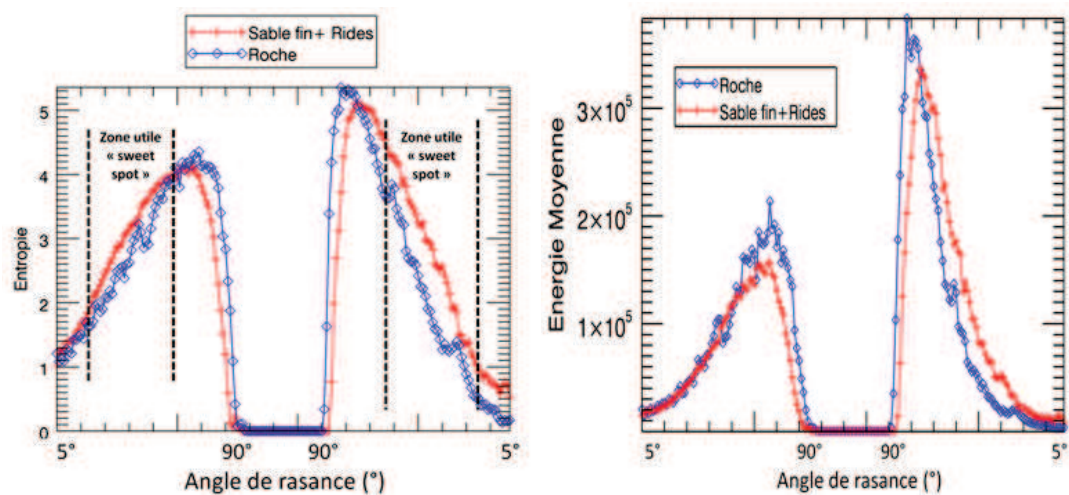 Sable fin+ Rides
Roche
Entropie
5
4
3
2
1
0
Zone utile
« sweet
spot »
Zone utile
« sweet
spot »
5°
90°
90°
5°
Angle de rasance (°)
Energie Moyenne
3×10⁵
2×10⁵
1×10⁵
Roche
Sable fin+Rides
5°
90°
90°
5°
Angle de rasance (°)